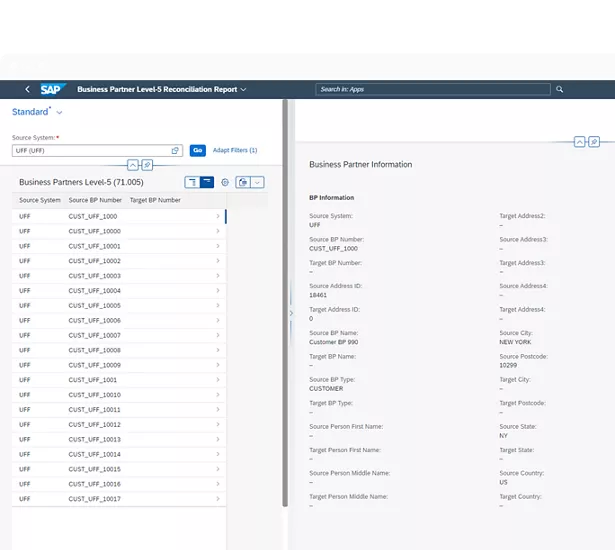 SAP Business Partner Level-5 Reconciliation Report Search in: Apps
Standard*
Source System:*
UFF (UFF) Go Adapt Filters (1)
Business Partners Level-5 (71.005)
Source System Source BP Number Target BP Number
UFF CUST_UFF_1000
UFF CUST_UFF_10000
UFF CUST_UFF_10001
UFF CUST_UFF_10002
UFF CUST_UFF_10003
UFF CUST_UFF_10004
UFF CUST_UFF_10005
UFF CUST_UFF_10006
UFF CUST_UFF_10007
UFF CUST_UFF_10008
UFF CUST_UFF_10009
UFF CUST_UFF_1001
UFF CUST_UFF_10010
UFF CUST_UFF_10011
UFF CUST_UFF_10012
UFF CUST_UFF_10013
UFF CUST_UFF_10014
UFF CUST_UFF_10015
UFF CUST_UFF_10016
UFF CUST_UFF_10017
Business Partner Information
BP Information
Source System:
UFF
Source BP Number:
CUST_UFF_1000
Target BP Number:
–
Source Address ID:
18461
Target Address ID:
0
Source BP Name:
Customer BP 990
Target BP Name:
–
Source BP Type:
CUSTOMER
Target BP Type:
–
Source Person First Name:
–
Target Person First Name:
–
Source Person Middle Name:
–
Target Person Middle Name:
–
Target Address2:
–
Source Address3:
–
Target Address3:
–
Source Address4:
–
Target Address4:
–
Source City:
NEW YORK
Source Postcode:
10299
Target City:
–
Target Postcode:
–
Source State:
NY
Target State:
–
Source Country:
US
Target Country:
–